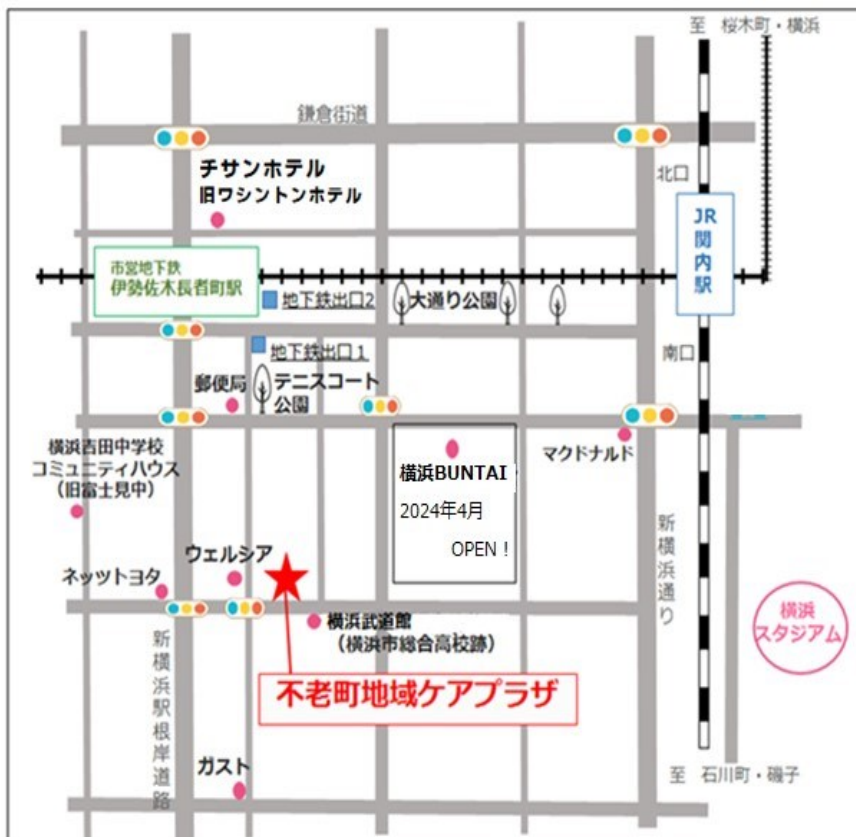 至 桜木町・横浜
鎌倉街道
北口
チサンホテル
旧ワシントンホテル
JR
関内駅
市営地下鉄
伊勢佐木長者町駅
地下鉄出口2
大通り公園
地下鉄出口1
南口
郵便局
テニスコート
公園
横浜吉田中学校
コミュニティハウス
（旧富士見中）
マクドナルド
横浜BUNTAI
2024年4月
OPEN！
新横浜通り
ウェルシア
ネッツトヨタ
横浜
スタジアム
横浜武道館
（横浜市総合高校跡）
新横浜駅根岸道路
不老町地域ケアプラザ
ガスト
至 石川町・磯子